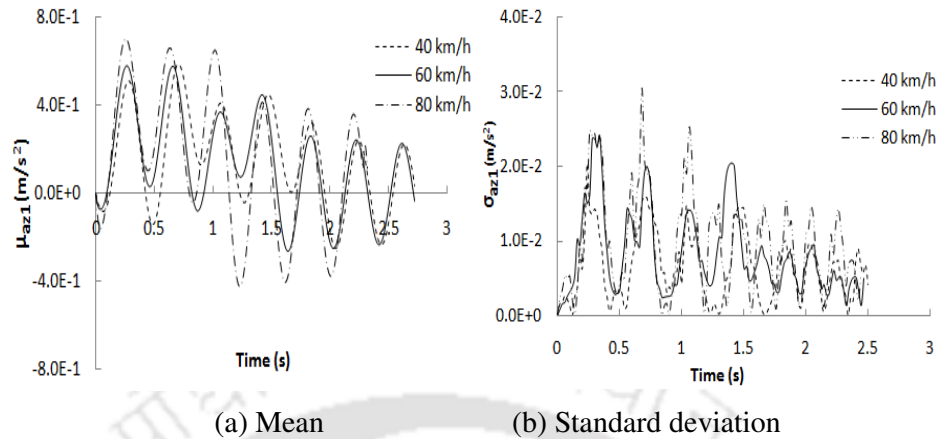 8.0E-1
4.0E-1
0.0E+0
-4.0E-1
-8.0E-1
μaz1(m/s²)
0 0.5 1 1.5 2 2.5 3
Time (s)
40 km/h
60 km/h
80 km/h
4.0E-2
3.0E-2
2.0E-2
1.0E-2
0.0E+0
σaz1(m/s²)
0 0.5 1 1.5 2 2.5 3
Time (s)
40 km/h
60 km/h
80 km/h
(a) Mean (b) Standard deviation